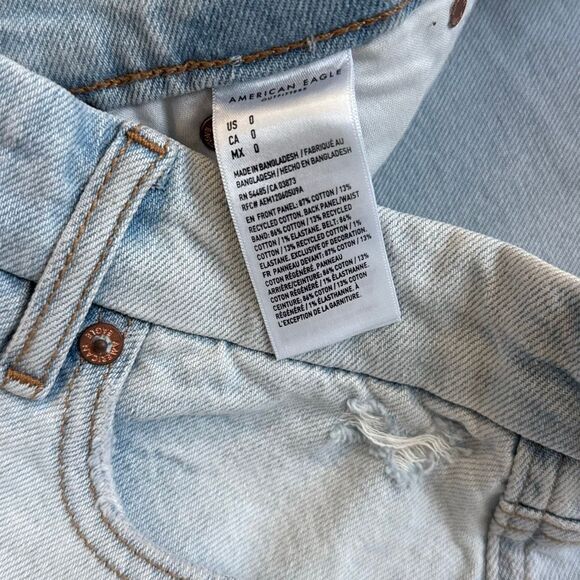 AMERICAN EAGLE
OUTFITTERS
US 0
CA 0
MX 0
MADE IN BANGLADESH / FABRIQUÉ AU
BANGLADESH / HECHO EN BANGLADESH
RN 54485/CA 03873
RFC# AEM120605U9A
EN FRONT PANEL: 87% COTTON / 13%
RECYCLED COTTON. BACK PANEL/WAIST
BAND: 86% COTTON / 13% RECYCLED
COTTON / 1% ELASTANE. BELT: 86%
COTTON / 13% RECYCLED COTTON / 1%
ELASTANE. EXCLUSIVE OF DECORATION.
FR PANNEAU DEVANT: 87% COTON / 13%
COTON RÉGÉNÉRÉ. PANNEAU
ARRIÈRE/CEINTURE: 86% COTON / 13%
COTON RÉGÉNÉRÉ / 1% ÉLASTHANNE.
CEINTURE: 86% COTON / 13% COTON
RÉGÉNÉRÉ / 1% ÉLASTHANNE.
L'EXCEPTION DE LA GARNITURE.
AMERICAN EAGLE